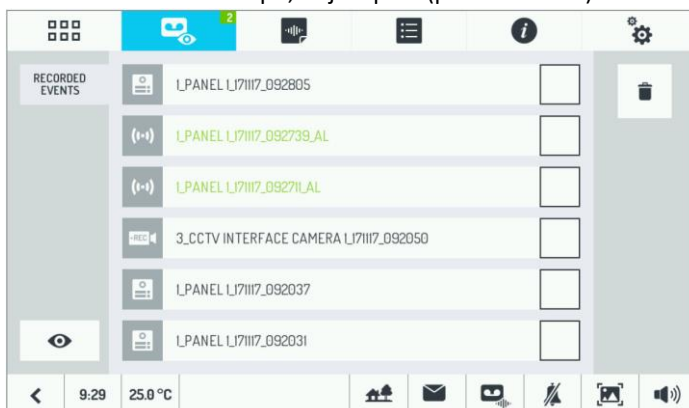 2
i
RECORDED
EVENTS
1_PANEL 1_171117_092805
1_PANEL 1_171117_092739_AL
1_PANEL 1_171117_092711_AL
REC
3_CCTV INTERFACE CAMERA 1_171117_092050
1_PANEL 1_171117_092037
1_PANEL 1_171117_092031
9:29
25.0 °C